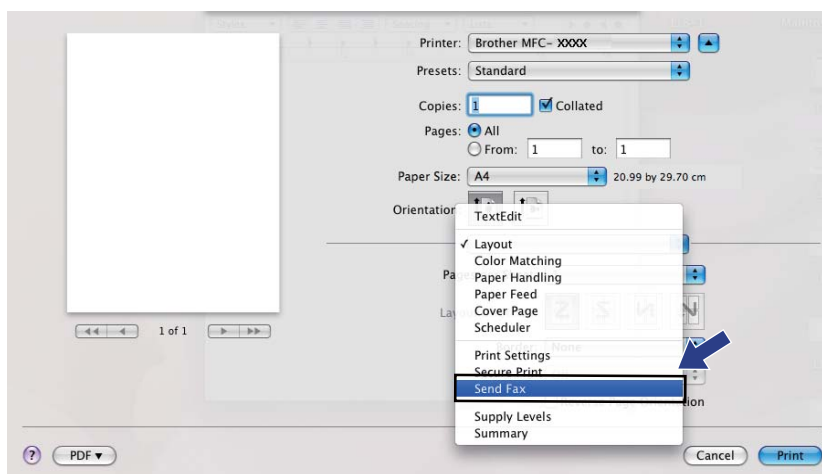 Printer: Brother MFC- XXXX
Presets: Standard
Copies: 1 Collated
Pages: All
From: 1 to: 1
Paper Size: A4 20.99 by 29.70 cm
Orientation
TextEdit
✓ Layout
Color Matching
Paper Handling
Paper Feed
Cover Page
Scheduler
Print Settings
Secure Print
Send Fax
Supply Levels
Summary
1 of 1
? PDF ▼ Cancel Print